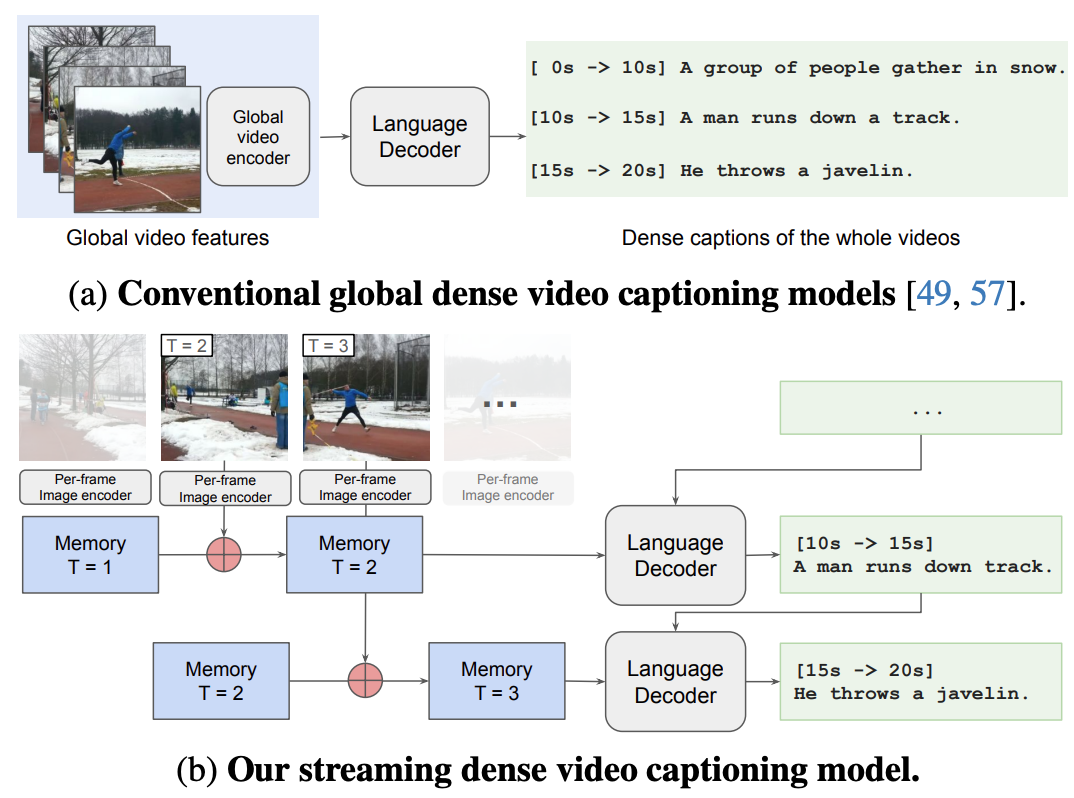 Global
video
encoder
Language
Decoder
[ 0s -> 10s] A group of people gather in snow.
[10s -> 15s] A man runs down a track.
[15s -> 20s] He throws a javelin.
Global video features
Dense captions of the whole videos
(a) Conventional global dense video captioning models [49, 57].
T = 2
T = 3
...
...
Per-frame
Image encoder
Per-frame
Image encoder
Per-frame
Image encoder
Per-frame
Image encoder
Memory
T = 1
Memory
T = 2
Language
Decoder
[10s -> 15s]
A man runs down track.
Memory
T = 2
Memory
T = 3
Language
Decoder
[15s -> 20s]
He throws a javelin.
(b) Our streaming dense video captioning model.